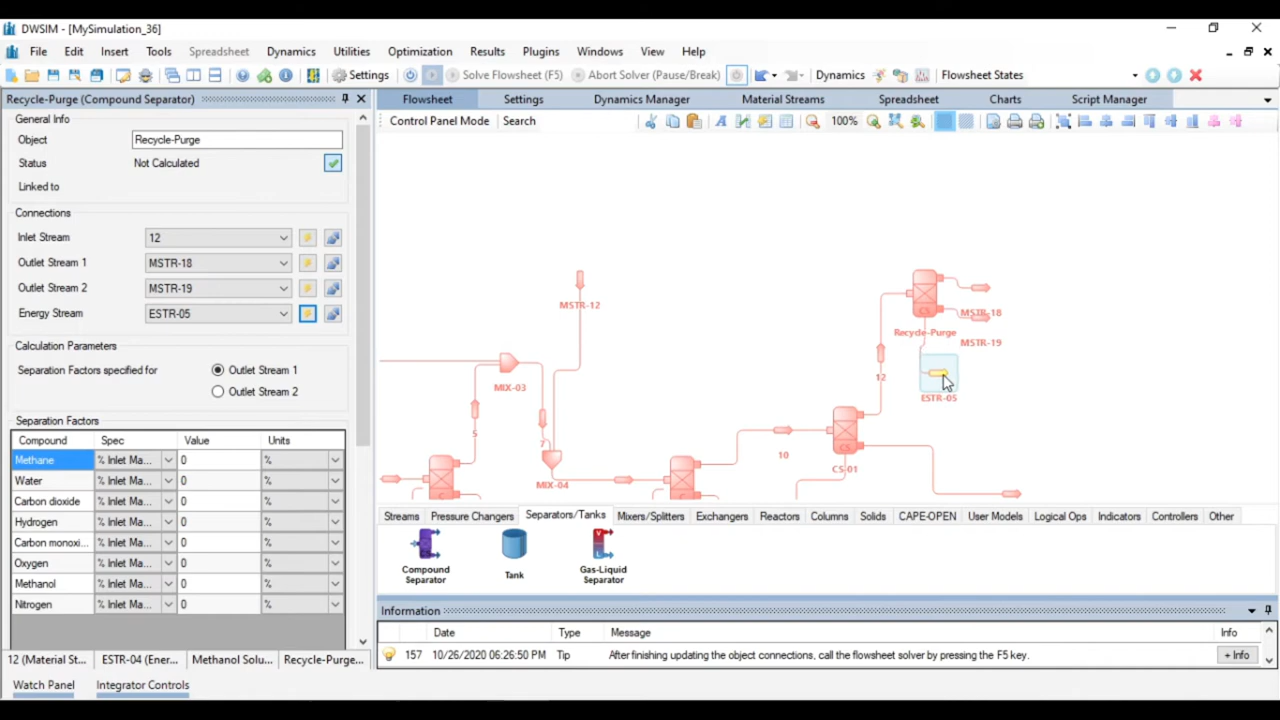 DWSIM - [MySimulation_36]
File Edit Insert Tools Spreadsheet Dynamics Utilities Optimization Results Plugins Windows View Help
Settings Solve Flowsheet (F5) Abort Solver (Pause/Break) Dynamics Flowsheet States
Recycle-Purge (Compound Separator)
General Info
Object Recycle-Purge
Status Not Calculated
Linked to
Connections
Inlet Stream 12
Outlet Stream 1 MSTR-18
Outlet Stream 2 MSTR-19
Energy Stream ESTR-05
Calculation Parameters
Separation Factors specified for Outlet Stream 1
Outlet Stream 2
Separation Factors
Compound Spec Value Units
Methane % Inlet Ma... 0 %
Water % Inlet Ma... 0 %
Carbon dioxide % Inlet Ma... 0 %
Hydrogen % Inlet Ma... 0 %
Carbon monoxi... % Inlet Ma... 0 %
Oxygen % Inlet Ma... 0 %
Methanol % Inlet Ma... 0 %
Nitrogen % Inlet Ma... 0 %
12 (Material St... ESTR-04 (Ener... Methanol Solu... Recycle-Purge...
Watch Panel Integrator Controls
Flowsheet Settings Dynamics Manager Material Streams Spreadsheet Charts Script Manager
Control Panel Mode Search 100%
MSTR-12
MSTR-18
Recycle-Purge
MSTR-19
MIX-03
12
ESTR-05
5
7
10
CS-01
MIX-04
CS
CS
C
C
Streams Pressure Changers Separators/Tanks Mixers/Splitters Exchangers Reactors Columns Solids CAPE-OPEN User Models Logical Ops Indicators Controllers Other
Compound Separator
Tank
Gas-Liquid Separator
Information
Date Type Message Info
157 10/26/2020 06:26:50 PM Tip After finishing updating the object connections, call the flowsheet solver by pressing the F5 key. + Info